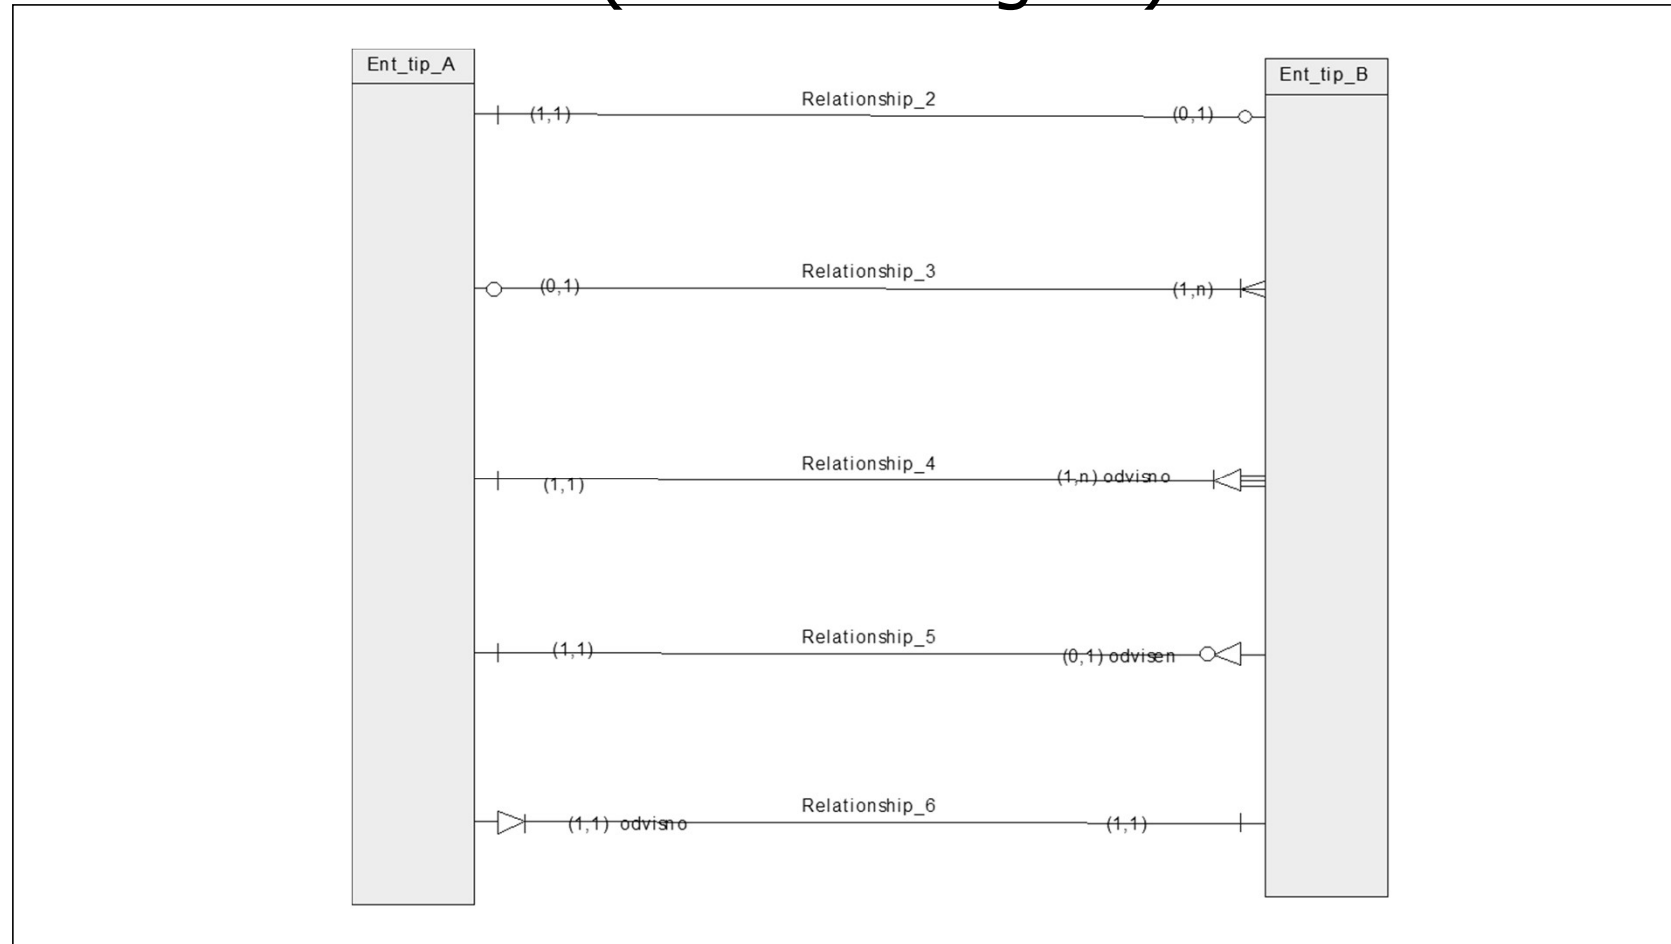 Ent_tip_A
Ent_tip_B
Relationship_2
(1,1)
(0,1)
Relationship_3
(0,1)
(1,n)
Relationship_4
(1,1)
(1,n) odvisno
Relationship_5
(1,1)
(0,1) odvisen
Relationship_6
(1,1) odvisno
(1,1)